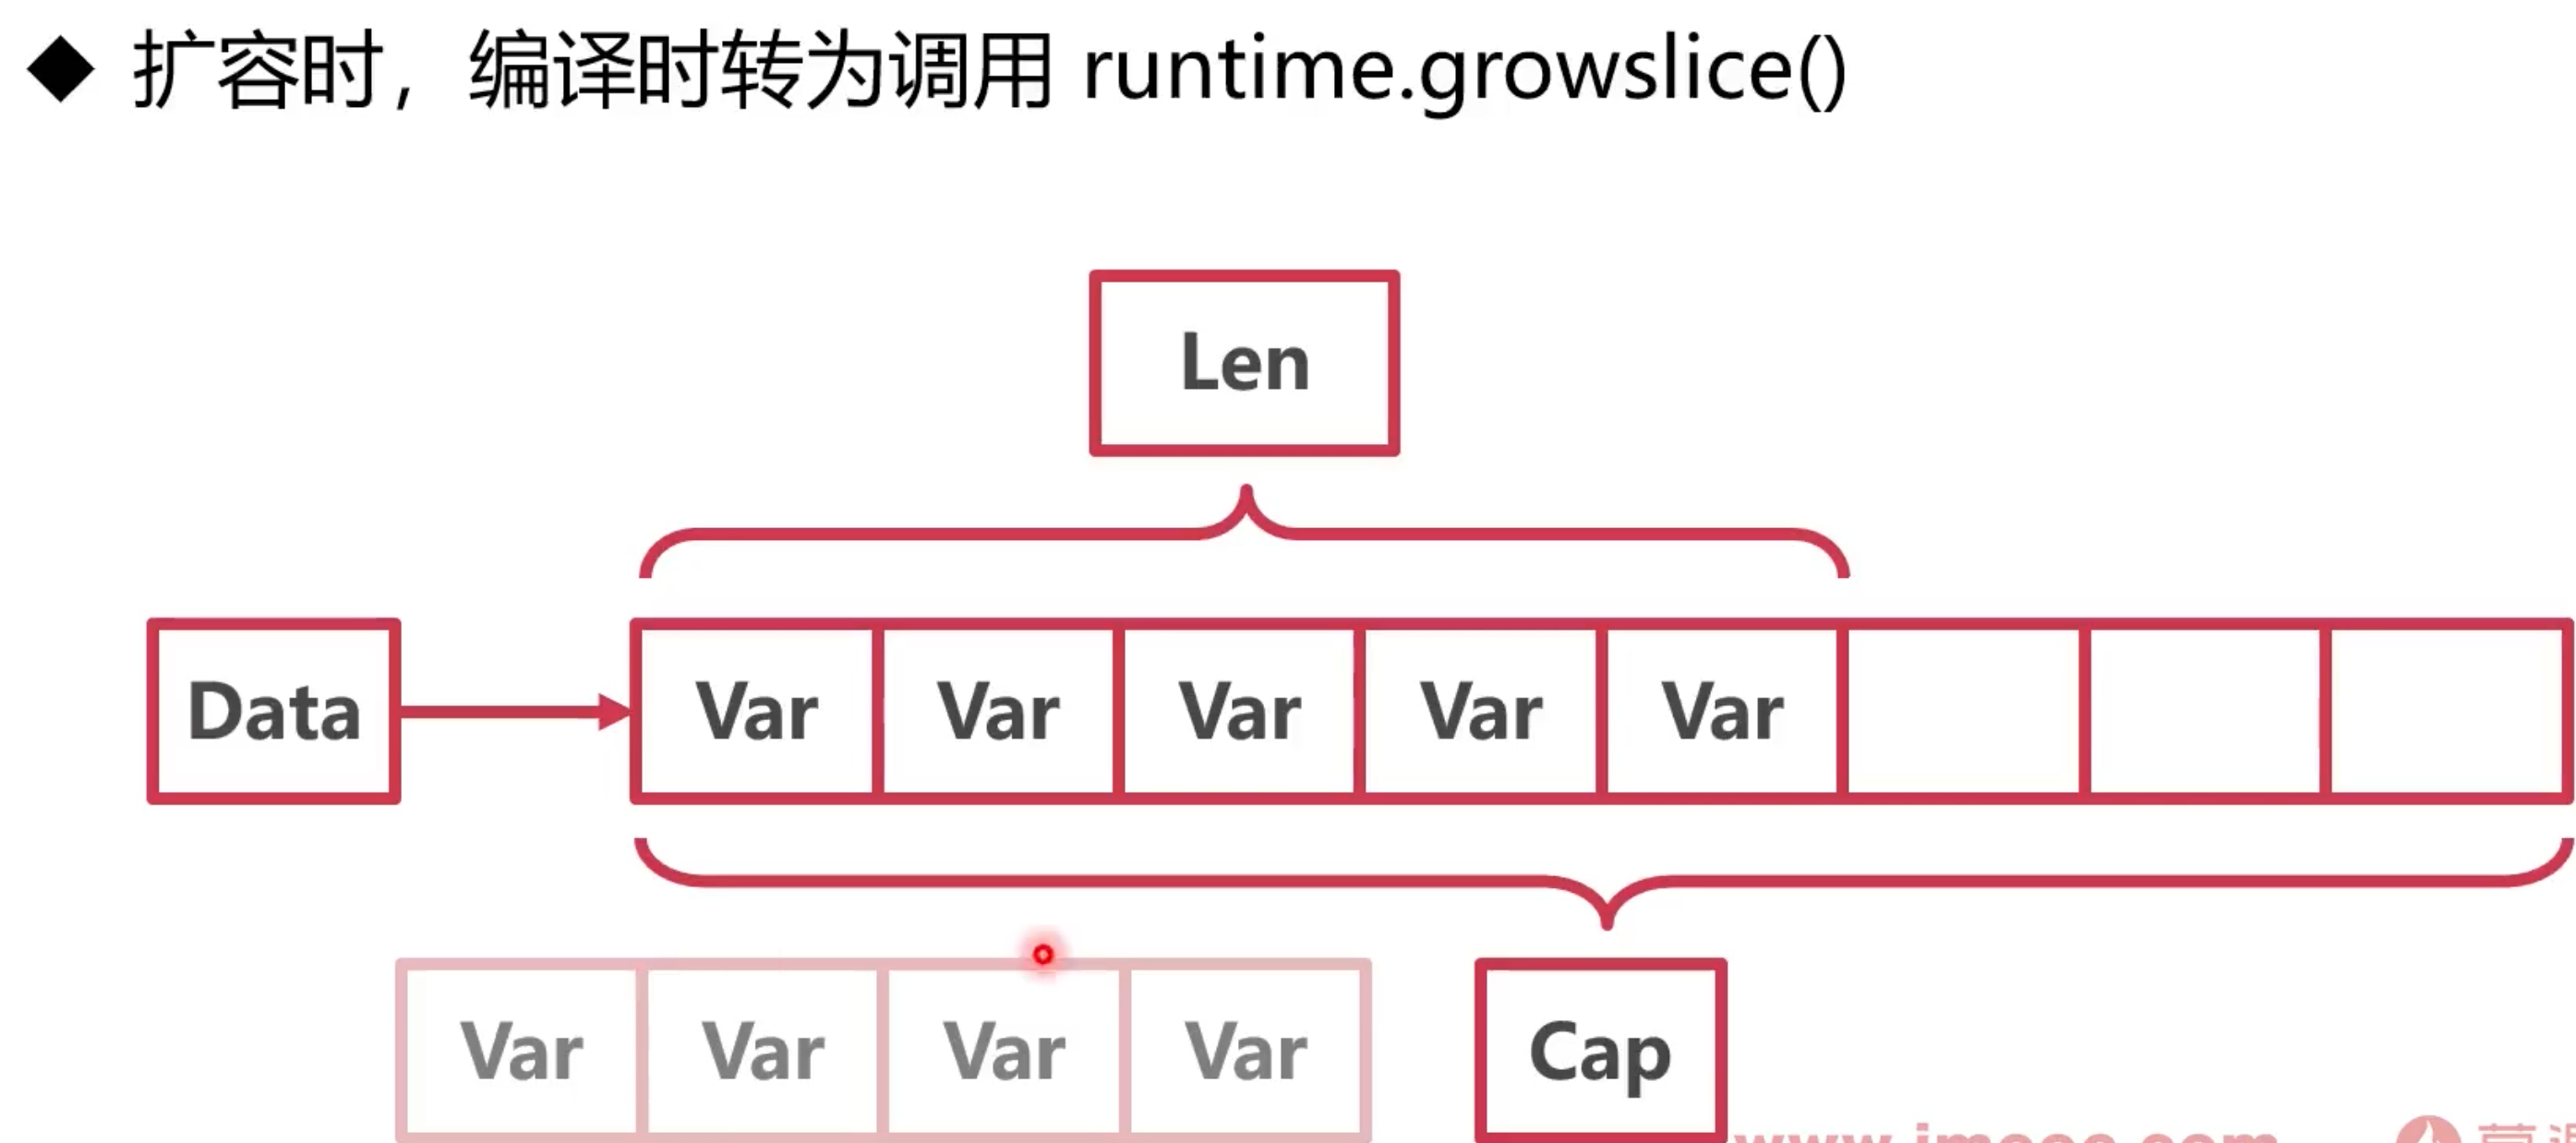 ◆ 扩容时，编译时转为调用 runtime.growslice()
Len
Data Var Var Var Var Var
Var Var Var Var Cap